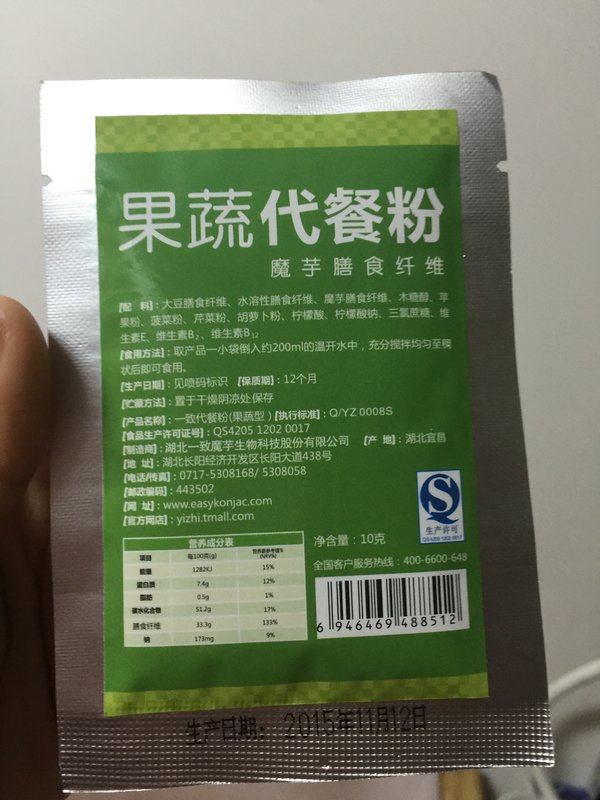 果蔬代餐粉
魔芋膳食纤维
[配 料]：大豆膳食纤维、水溶性膳食纤维、魔芋膳食纤维、木糖醇、苹
果粉、菠菜粉、芹菜粉、胡萝卜粉、柠檬酸、柠檬酸钠、三氯蔗糖、维
生素E、维生素B₂、维生素B₁₂
[食用方法]：取产品一小袋倒入约200ml的温开水中，充分搅拌均匀至稠
状后即可食用。
[生产日期]：见喷码标识 [保质期]：12个月
[贮藏方法]：置于干燥阴凉处保存
[产品名称]：一致代餐粉(果蔬型) [执行标准]：Q/YZ 0008S
[食品生产许可证号]：QS4205 1202 0017
[制造商]：湖北一致魔芋生物科技股份有限公司 [产 地]：湖北宜昌
[地 址]：湖北长阳经济开发区长阳大道438号
[电话/传真]：0717-5308168/ 5308058
[邮政编码]：443502
[网 址]：www.easykonjac.com
[官方网店]：yizhi.tmall.com
营养成分表
项目 每100克(g) 营养素参考值%(NRV%)
能量 1282KJ 15%
蛋白质 7.4g 12%
脂肪 0.5g 1%
碳水化合物 51.2g 17%
膳食纤维 33.3g 133%
钠 173mg 9%
S
生产许可
QS4205 1202 0017
净含量：10克
全国客户服务热线：400-6600-648
6 946469 488512
生产日期：2015年11月12日